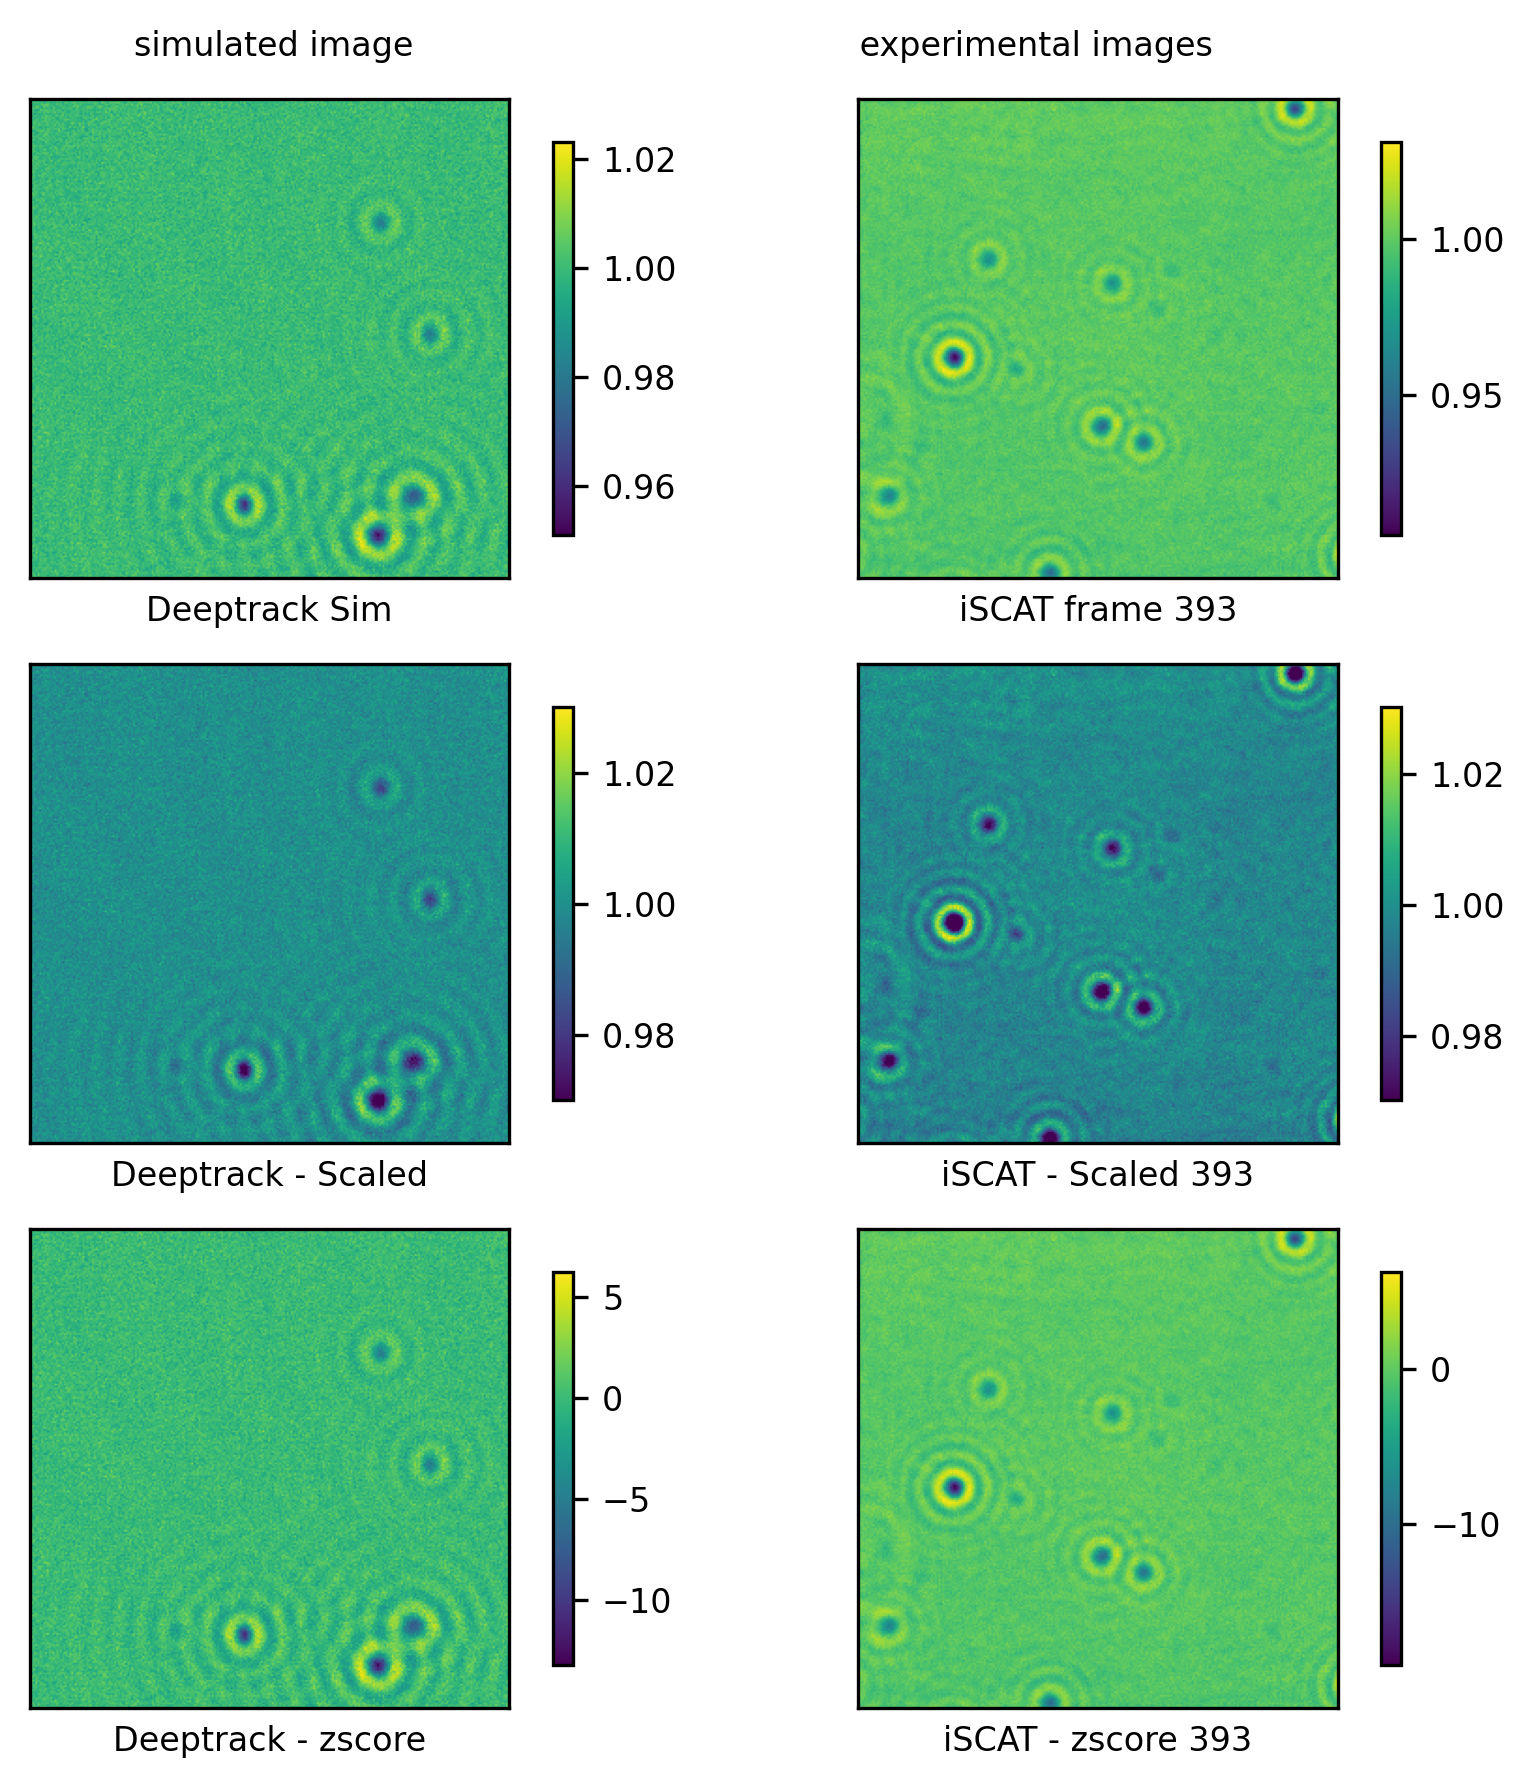 simulated image
experimental images
1.02
1.00
0.98
0.96
Deeptrack Sim
1.00
0.95
iSCAT frame 393
1.02
1.00
0.98
Deeptrack - Scaled
1.02
1.00
0.98
iSCAT - Scaled 393
5
0
−5
−10
Deeptrack - zscore
0
−10
iSCAT - zscore 393